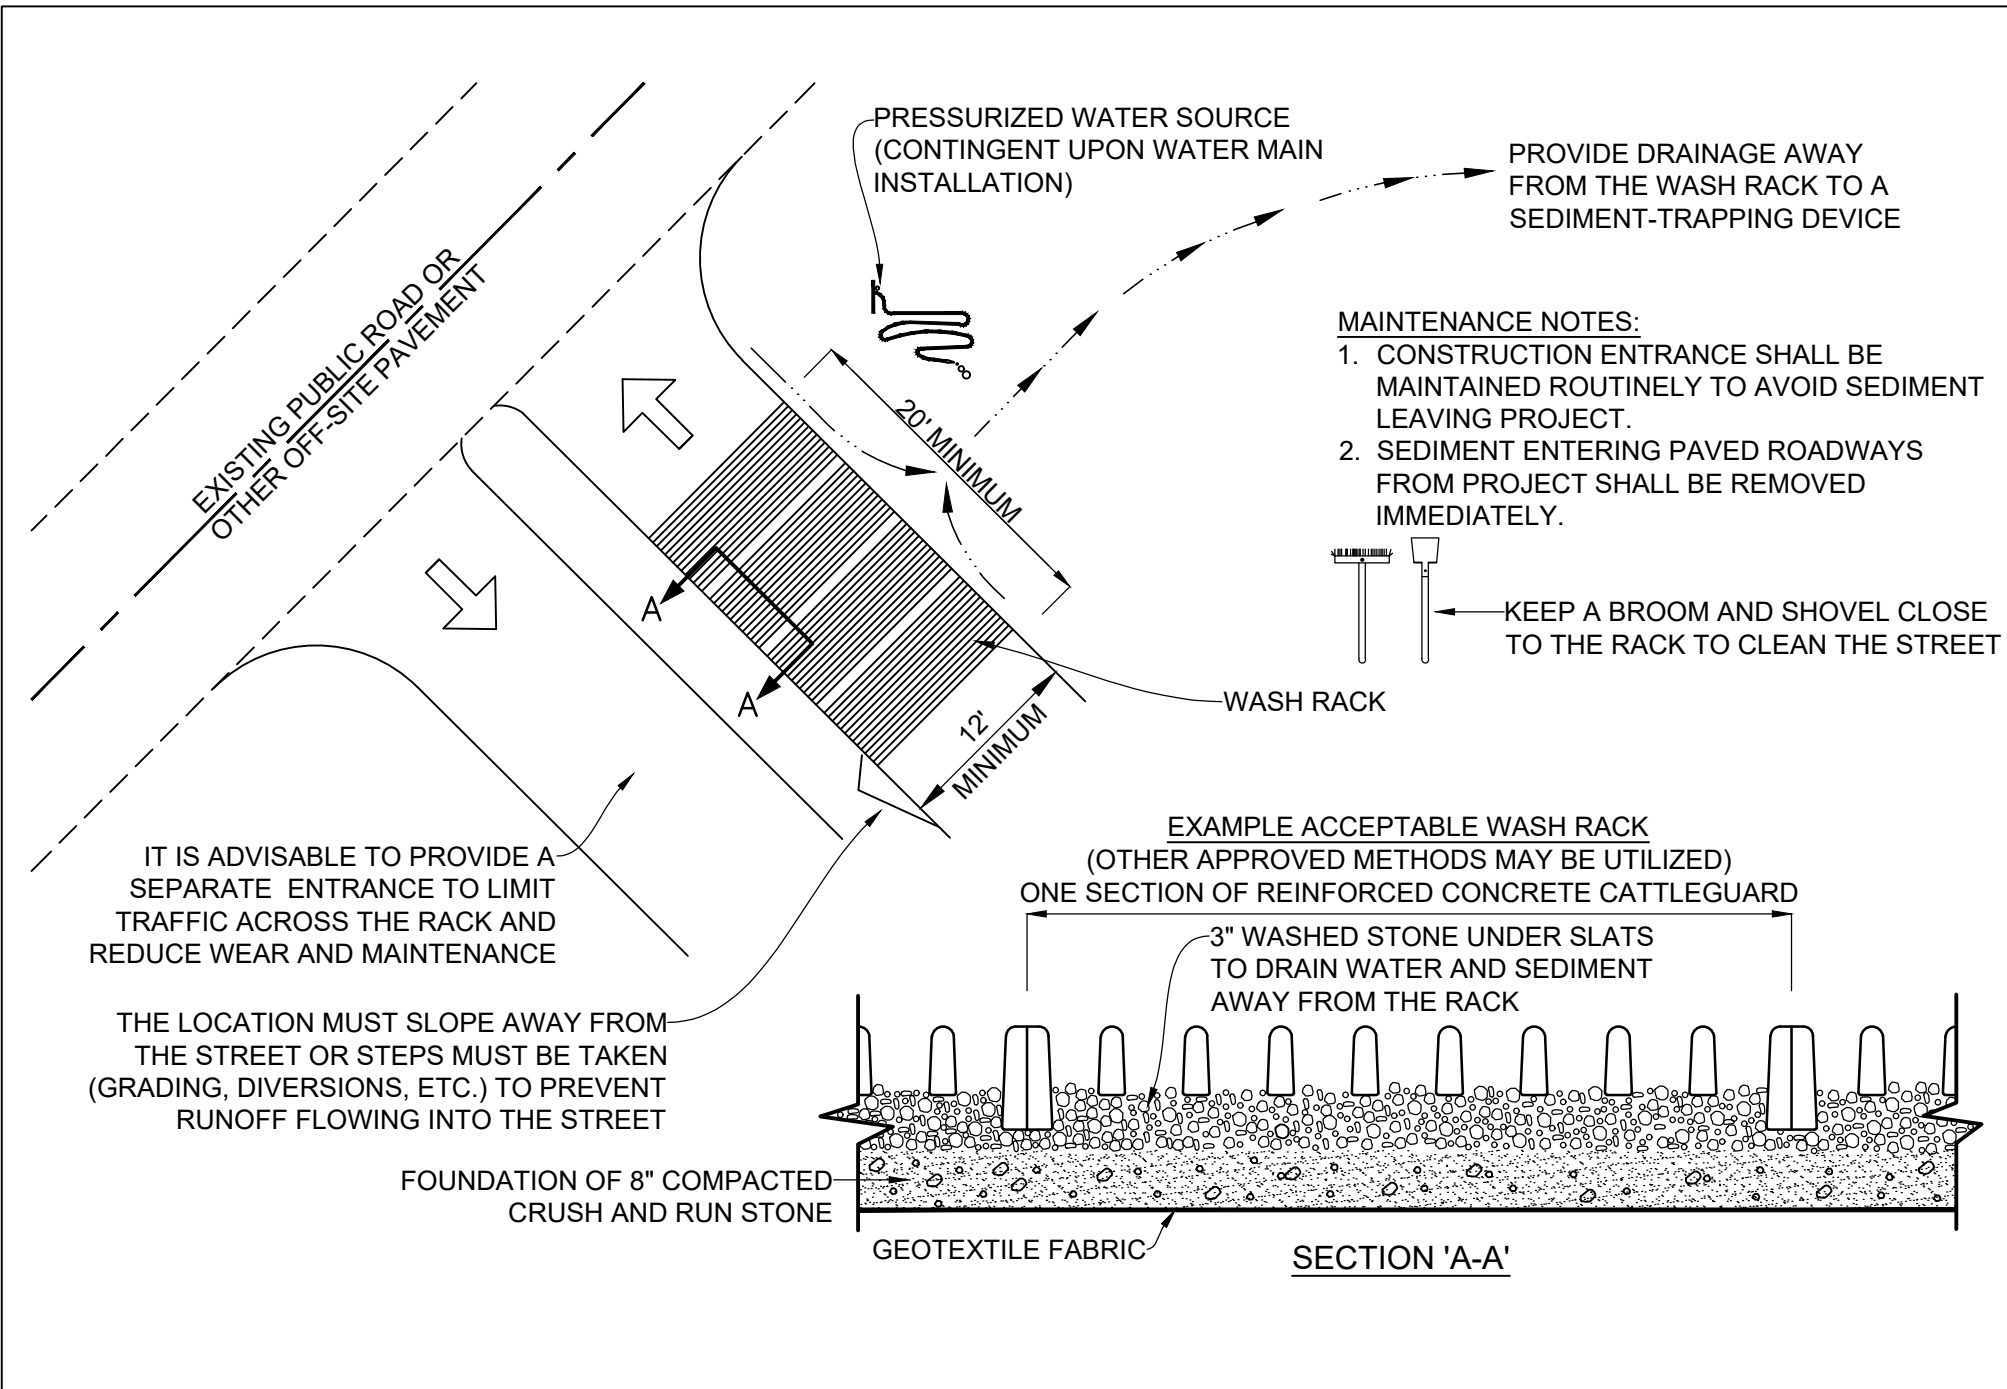 PRESSURIZED WATER SOURCE
(CONTINGENT UPON WATER MAIN
INSTALLATION)
PROVIDE DRAINAGE AWAY
FROM THE WASH RACK TO A
SEDIMENT-TRAPPING DEVICE
EXISTING PUBLIC ROAD OR
OTHER OFF-SITE PAVEMENT
MAINTENANCE NOTES:
1. CONSTRUCTION ENTRANCE SHALL BE
MAINTAINED ROUTINELY TO AVOID SEDIMENT
LEAVING PROJECT.
2. SEDIMENT ENTERING PAVED ROADWAYS
FROM PROJECT SHALL BE REMOVED
IMMEDIATELY.
20' MINIMUM
A
A
KEEP A BROOM AND SHOVEL CLOSE
TO THE RACK TO CLEAN THE STREET
WASH RACK
12'
MINIMUM
IT IS ADVISABLE TO PROVIDE A
SEPARATE ENTRANCE TO LIMIT
TRAFFIC ACROSS THE RACK AND
REDUCE WEAR AND MAINTENANCE
THE LOCATION MUST SLOPE AWAY FROM
THE STREET OR STEPS MUST BE TAKEN
(GRADING, DIVERSIONS, ETC.) TO PREVENT
RUNOFF FLOWING INTO THE STREET
EXAMPLE ACCEPTABLE WASH RACK
(OTHER APPROVED METHODS MAY BE UTILIZED)
ONE SECTION OF REINFORCED CONCRETE CATTLEGUARD
3" WASHED STONE UNDER SLATS
TO DRAIN WATER AND SEDIMENT
AWAY FROM THE RACK
FOUNDATION OF 8" COMPACTED
CRUSH AND RUN STONE
GEOTEXTILE FABRIC
SECTION 'A-A'